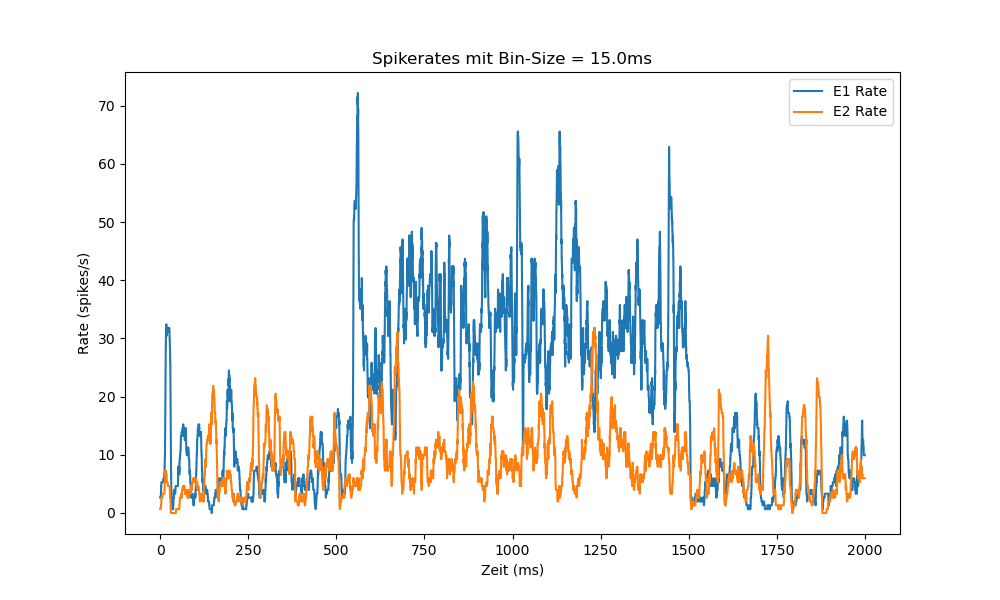 Spikerates mit Bin-Size = 15.0ms
E1 Rate
E2 Rate
Rate (spikes/s)
70
60
50
40
30
20
10
0
0 250 500 750 1000 1250 1500 1750 2000
Zeit (ms)